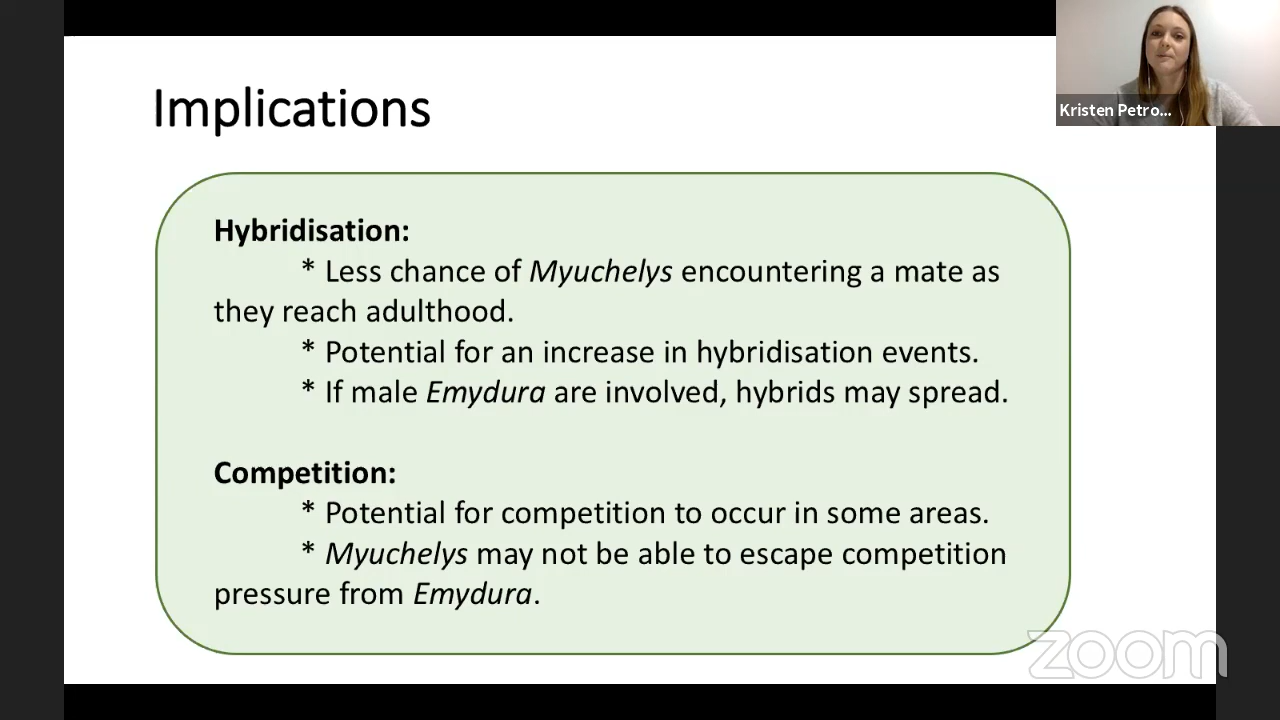 Implications
Kristen Petro...
Hybridisation:
* Less chance of Myuchelys encountering a mate as
they reach adulthood.
* Potential for an increase in hybridisation events.
* If male Emydura are involved, hybrids may spread.
Competition:
* Potential for competition to occur in some areas.
* Myuchelys may not be able to escape competition
pressure from Emydura.
zoom